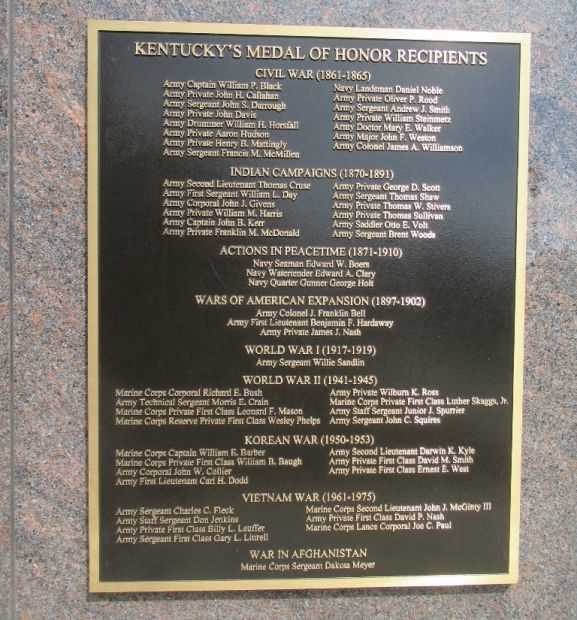 KENTUCKY'S MEDAL OF HONOR RECIPIENTS
CIVIL WAR (1861-1865)
Army Captain William P. Black
Army Private John H. Callahan
Army Sergeant John S. Darrough
Army Private John Davis
Army Drummer William H. Horsfall
Army Private Aaron Hudson
Army Private Henry B. Mattingly
Army Sergeant Francis M. McMillen
Navy Landsman Daniel Noble
Army Private Oliver P. Rood
Army Sergeant Andrew J. Smith
Army Private William Steinmetz
Army Doctor Mary E. Walker
Army Major John F. Weston
Army Colonel James A. Williamson
INDIAN CAMPAIGNS (1870-1891)
Army Second Lieutenant Thomas Cruse
Army First Sergeant William L. Day
Army Corporal John J. Givens
Army Private William M. Harris
Army Captain John B. Kerr
Army Private Franklin M. McDonald
Army Private George D. Scott
Army Sergeant Thomas Shaw
Army Private Thomas W. Stivers
Army Private Thomas Sullivan
Army Saddler Otto E. Volt
Army Sergeant Brent Woods
ACTIONS IN PEACETIME (1871-1910)
Navy Seaman Edward W. Boers
Navy Watertender Edward A. Clary
Navy Quarter Gunner George Holt
WARS OF AMERICAN EXPANSION (1897-1902)
Army Colonel J. Franklin Bell
Army First Lieutenant Benjamin F. Hardaway
Army Private James J. Nash
WORLD WAR I (1917-1919)
Army Sergeant Willie Sandlin
WORLD WAR II (1941-1945)
Marine Corps Corporal Richard E. Bush
Army Technical Sergeant Morris E. Crain
Marine Corps Private First Class Leonard F. Mason
Marine Corps Reserve Private First Class Wesley Phelps
Army Private Wilburn K. Ross
Marine Corps Private First Class Luther Skaggs, Jr.
Army Staff Sergeant Junior J. Spurrier
Army Sergeant John C. Squires
KOREAN WAR (1950-1953)
Marine Corps Captain William E. Barber
Marine Corps Private First Class William B. Baugh
Army Corporal John W. Collier
Army First Lieutenant Carl H. Dodd
Army Second Lieutenant Darwin K. Kyle
Army Private First Class David M. Smith
Army Private First Class Ernest E. West
VIETNAM WAR (1961-1975)
Army Sergeant Charles C. Fleck
Army Staff Sergeant Don Jenkins
Army Private First Class Billy L. Lauffer
Army Sergeant First Class Gary L. Littrell
Marine Corps Second Lieutenant John J. McGinty III
Army Private First Class David P. Nash
Marine Corps Lance Corporal Joe C. Paul
WAR IN AFGHANISTAN
Marine Corps Sergeant Dakota Meyer